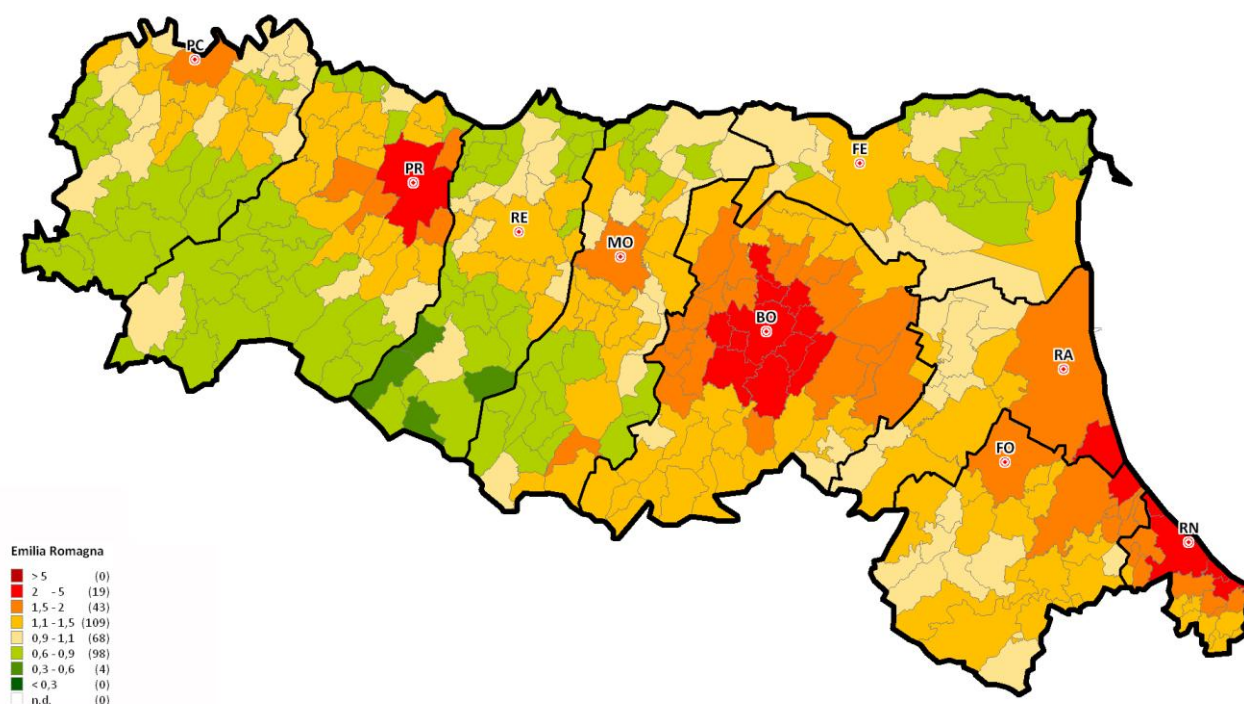 PC
PR
FE
RE
MO
BO
RA
FO
RN
Emilia Romagna
> 5 (0)
2 - 5 (19)
1,5 - 2 (43)
1,1 - 1,5 (109)
0,9 - 1,1 (68)
0,6 - 0,9 (98)
0,3 - 0,6 (4)
< 0,3 (0)
n.d. (0)